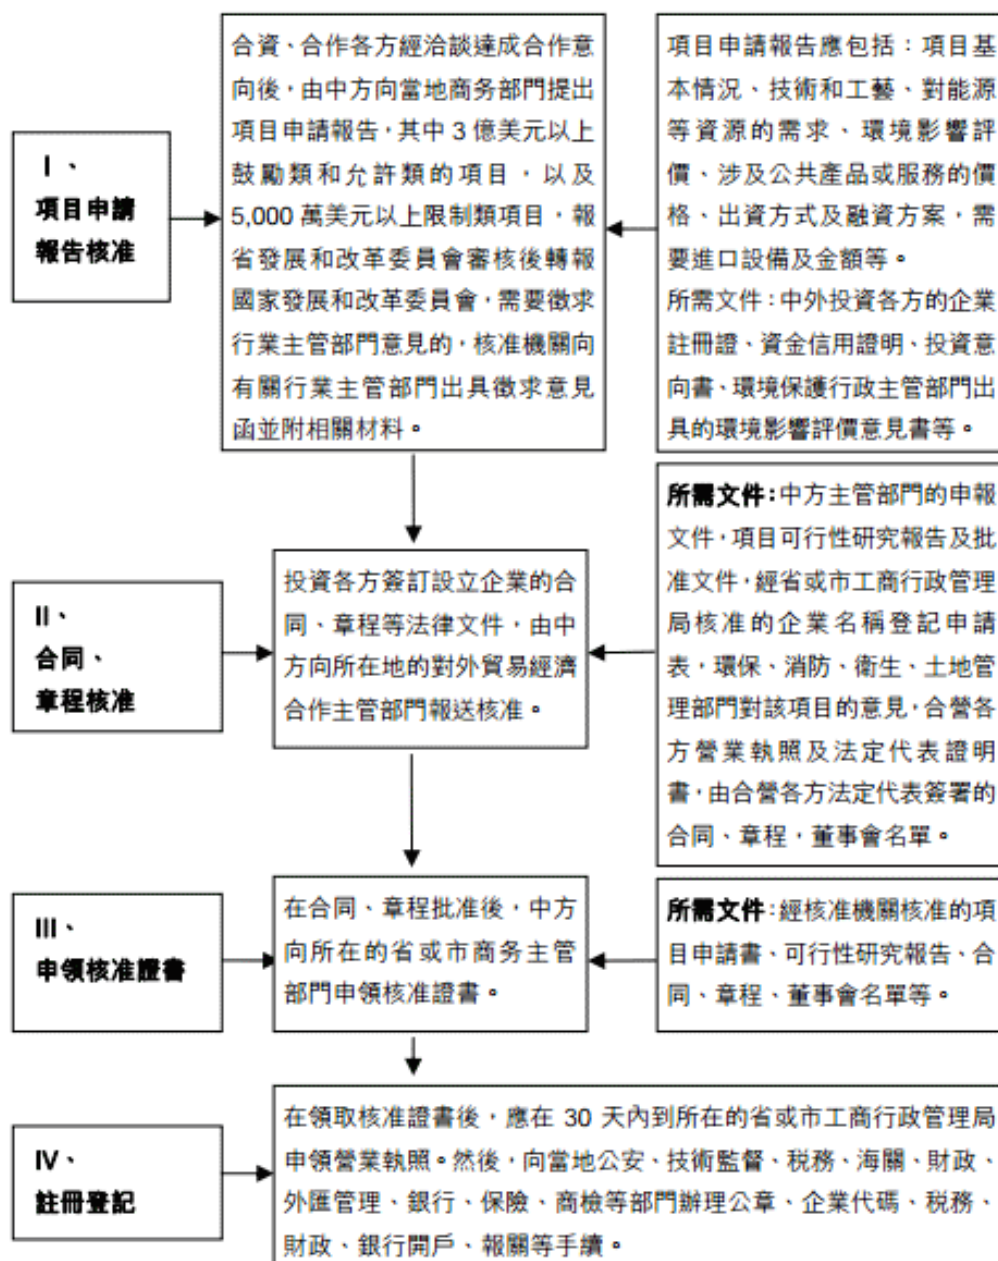 I、
項目申請
報告核准
合資、合作各方經洽談達成合作意
向後，由中方向當地商務部門提出
項目申請報告，其中 3 億美元以上
鼓勵類和允許類的項目，以及
5,000 萬美元以上限制類項目，報
省發展和改革委員會審核後轉報
國家發展和改革委員會，需要徵求
行業主管部門意見的，核准機關向
有關行業主管部門出具徵求意見
函並附相關材料。
項目申請報告應包括：項目基
本情況、技術和工藝、對能源
等資源的需求、環境影響評
價、涉及公共產品或服務的價
格、出資方式及融資方案，需
要進口設備及金額等。
所需文件：中外投資各方的企業
註冊證、資金信用證明、投資意
向書、環境保護行政主管部門出
具的環境影響評價意見書等。
II、
合同、
章程核准
投資各方簽訂設立企業的合
同、章程等法律文件，由中
方向所在地的對外貿易經濟
合作主管部門報送核准。
所需文件：中方主管部門的申報
文件，項目可行性研究報告及批
准文件，經省或市工商行政管理
局核准的企業名稱登記申請
表，環保、消防、衛生、土地管
理部門對該項目的意見，合營各
方營業執照及法定代表證明
書，由合營各方法定代表簽署的
合同、章程，董事會名單。
III、
申領核准證書
在合同、章程批准後，中方
向所在的省或市商务主管
部門申領核准證書。
所需文件：經核准機關核准的項
目申請書、可行性研究報告、合
同、章程、董事會名單等。
IV、
註冊登記
在領取核准證書後，應在 30 天內到所在的省或市工商行政管理局
申領營業執照。然後，向當地公安、技術監督、稅務、海關、財政、
外匯管理、銀行、保險、商檢等部門辦理公章、企業代碼、稅務、
財政、銀行開戶、報關等手續。